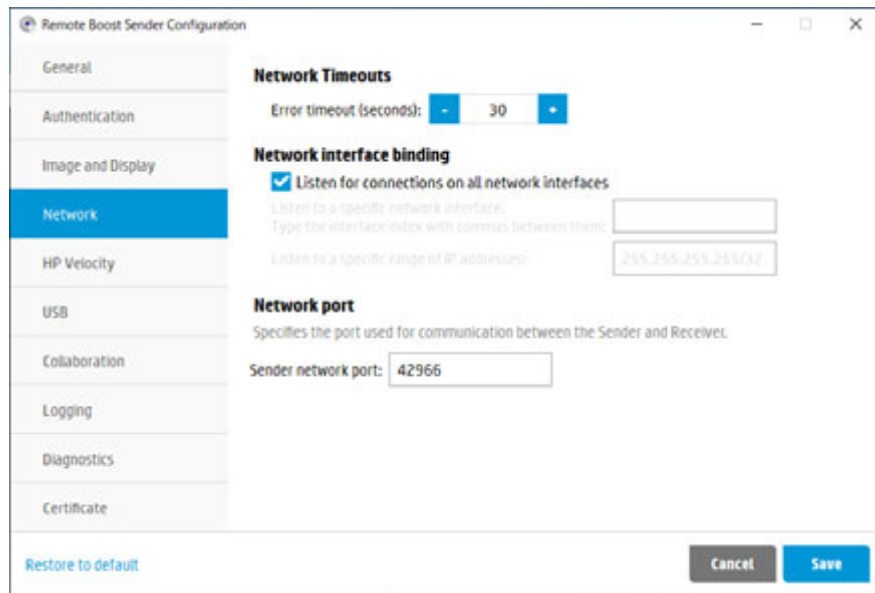 Remote Boost Sender Configuration
General
Authentication
Image and Display
Network
HP Velocity
USB
Collaboration
Logging
Diagnostics
Certificate
Network Timeouts
Error timeout (seconds): - 30 +
Network interface binding
Listen for connections on all network interfaces
Listen to a specific network interface.
Type the interface index with commas between them:
Listen to a specific range of IP addresses: 255.255.255.255/32
Network port
Specifies the port used for communication between the Sender and Receiver.
Sender network port: 42966
Restore to default
Cancel
Save